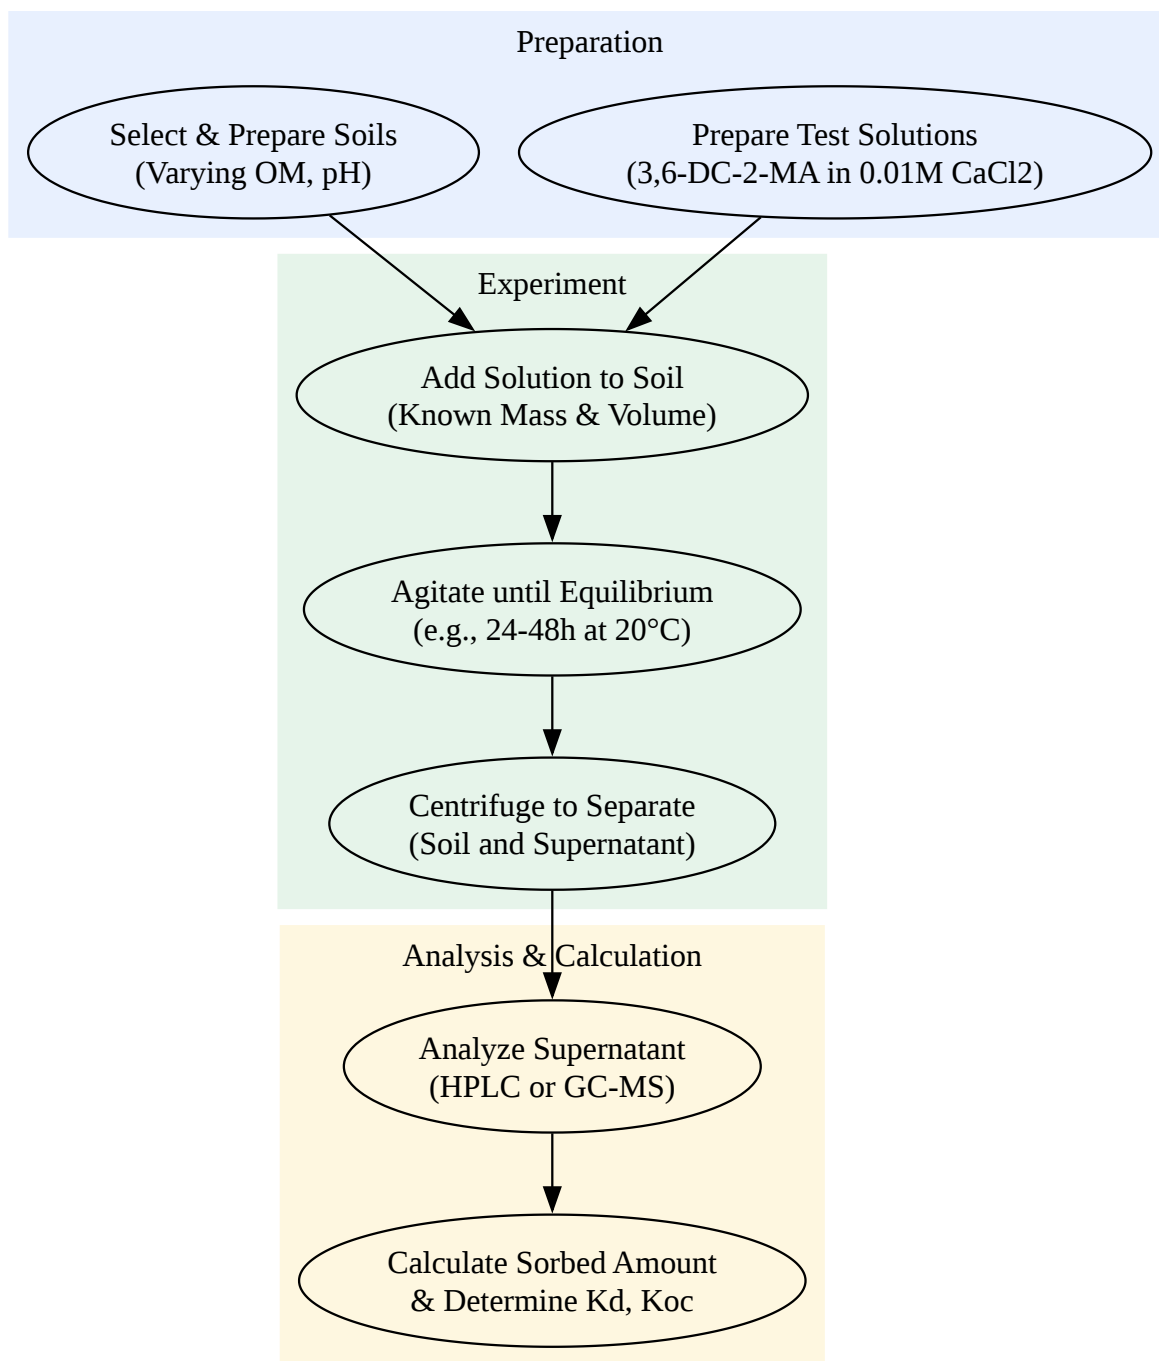 Preparation
Select & Prepare Soils
(Varying OM, pH)
Prepare Test Solutions
(3,6-DC-2-MA in 0.01M CaCl2)
Experiment
Add Solution to Soil
(Known Mass & Volume)
Agitate until Equilibrium
(e.g., 24-48h at 20°C)
Centrifuge to Separate
(Soil and Supernatant)
Analysis & Calculation
Analyze Supernatant
(HPLC or GC-MS)
Calculate Sorbed Amount
& Determine Kd, Koc